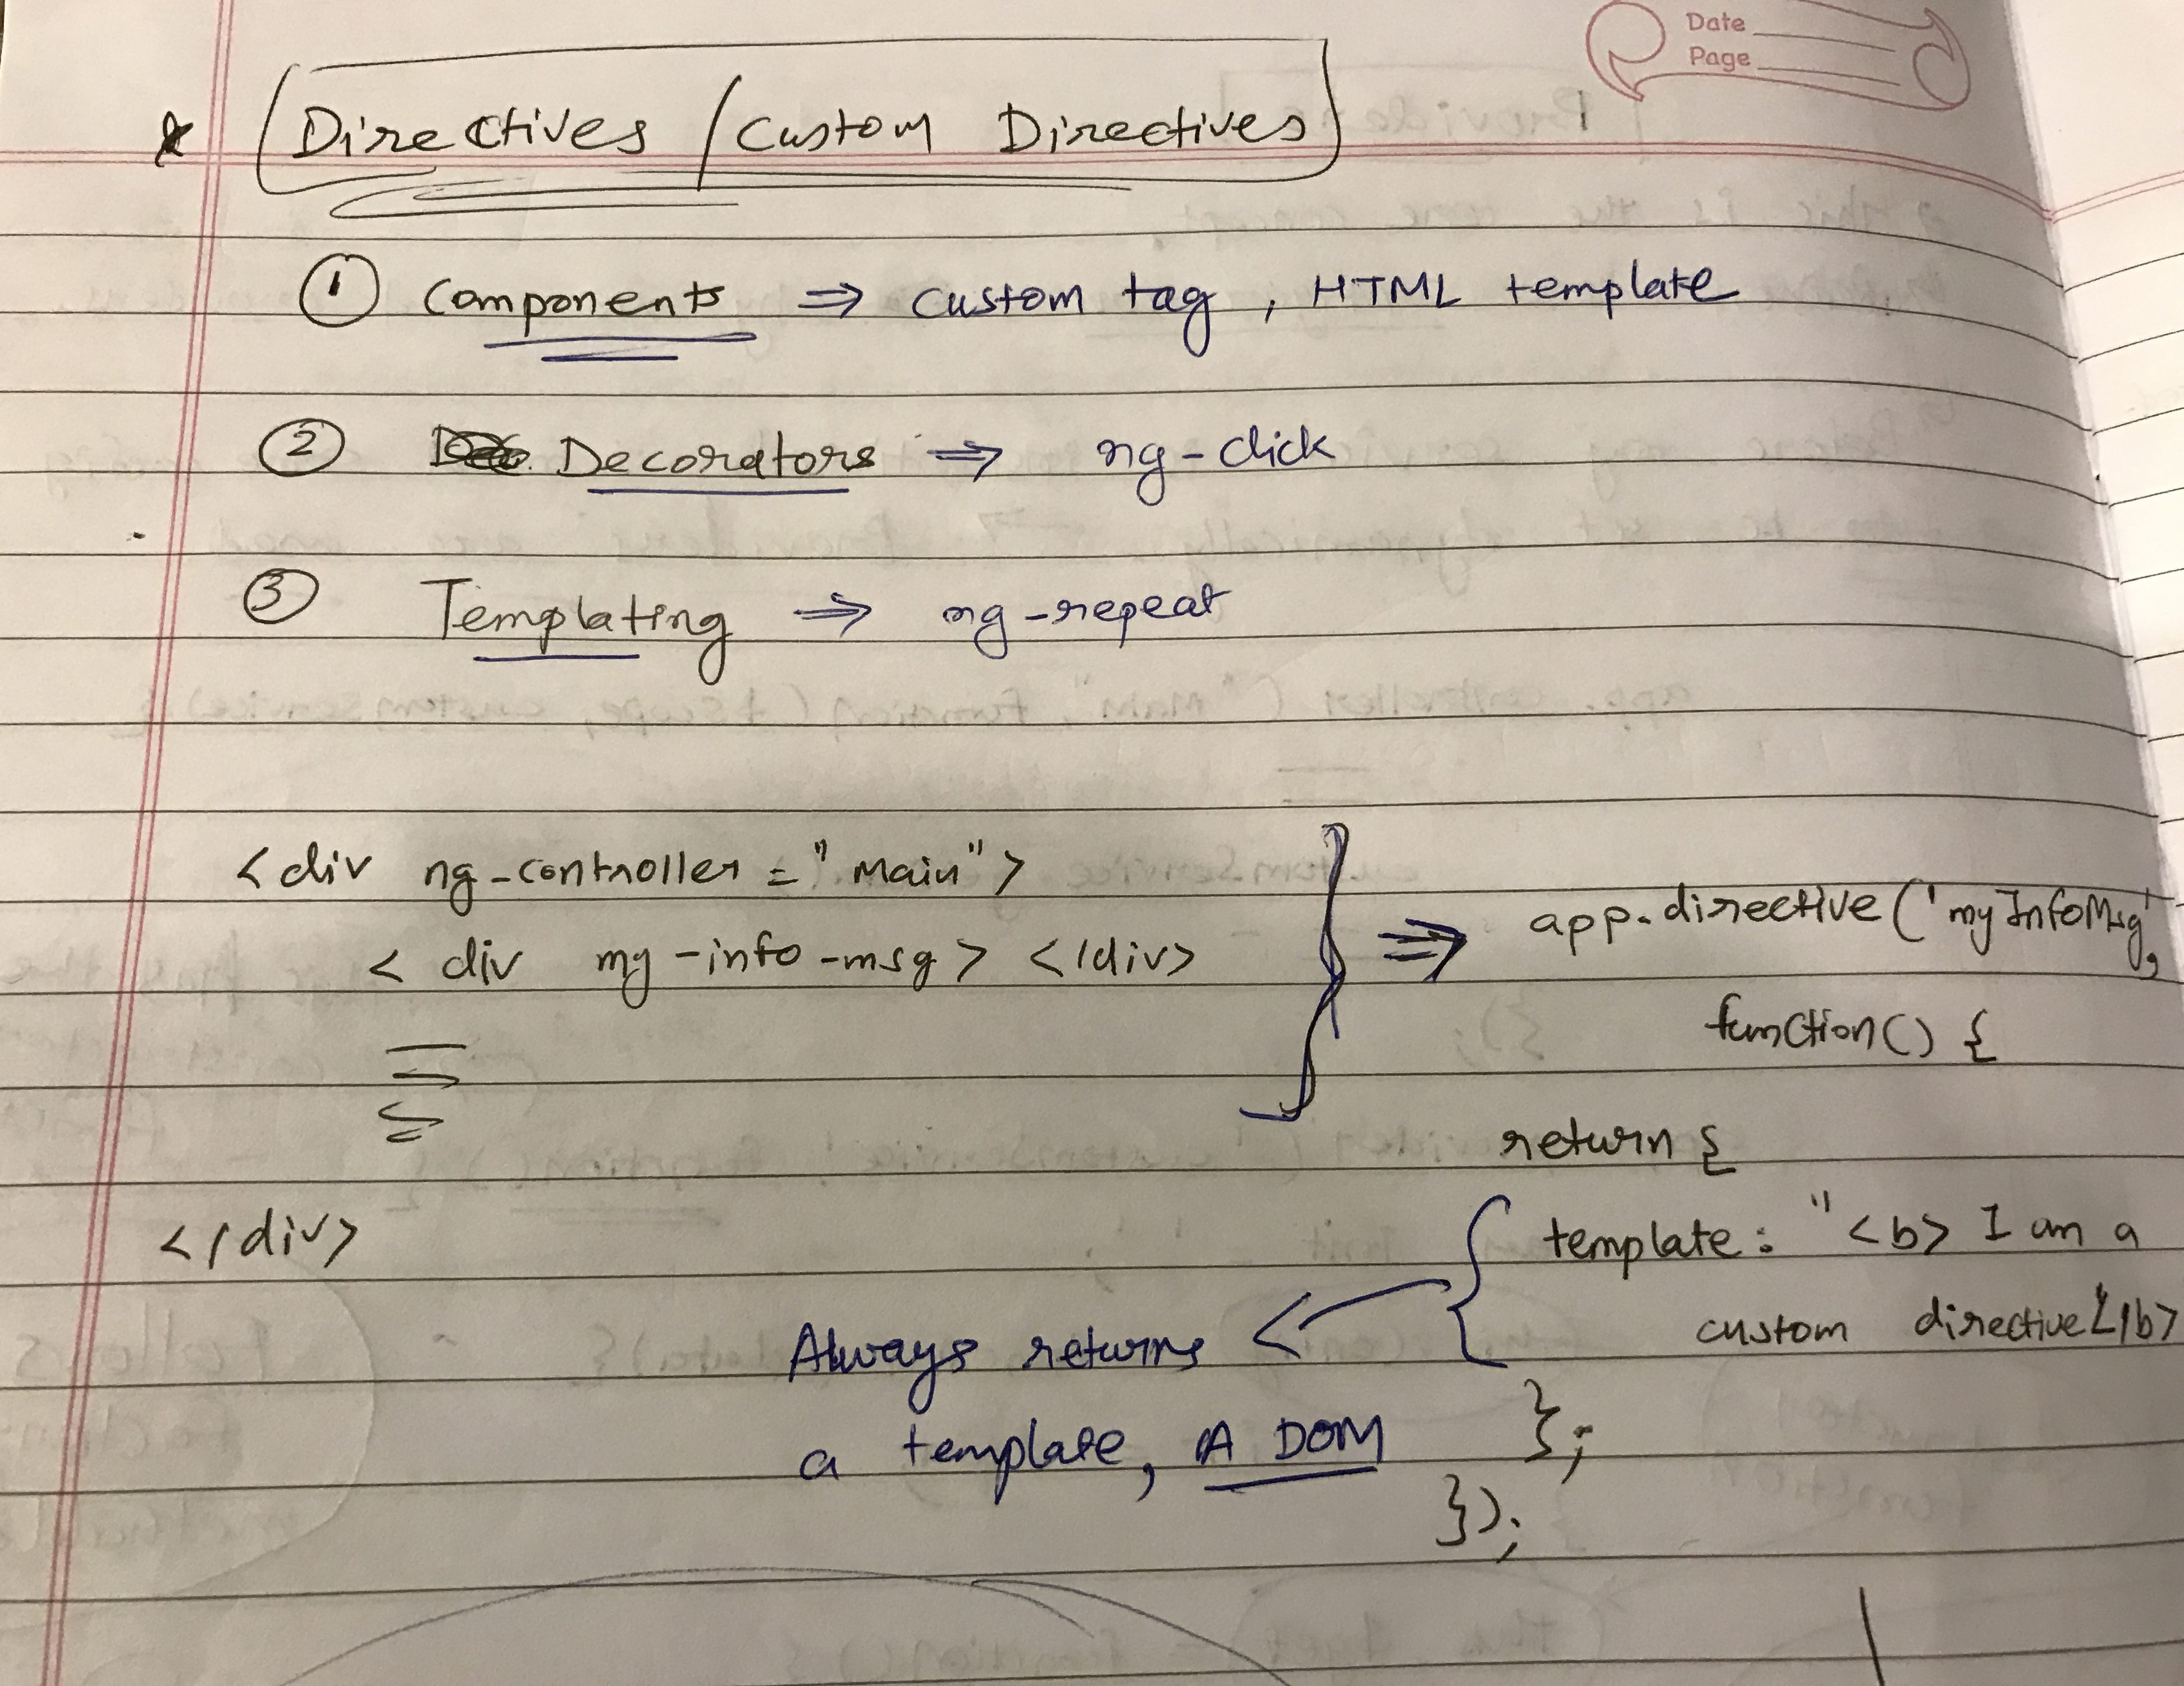 Date
Page
* Directives / Custom Directives
① Components ⇒ custom tag, HTML template
② Decorators ⇒ ng-click
③ Templating ⇒ ng-repeat
<div ng-controller="Main">
<div my-info-msg> </div>
</div>
⇒ app.directive('myInfoMsg',
function() {
return {
template: "<b> I am a
custom directive</b>
};
});
Always returns
a template, A DOM